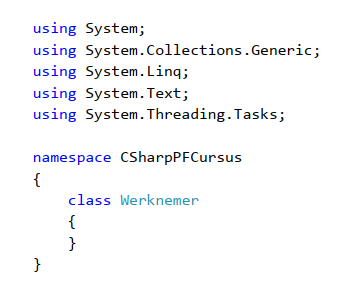 using System;
using System.Collections.Generic;
using System.Linq;
using System.Text;
using System.Threading.Tasks;

namespace CSharpPFCursus
{
    class Werknemer
    {
    }
}